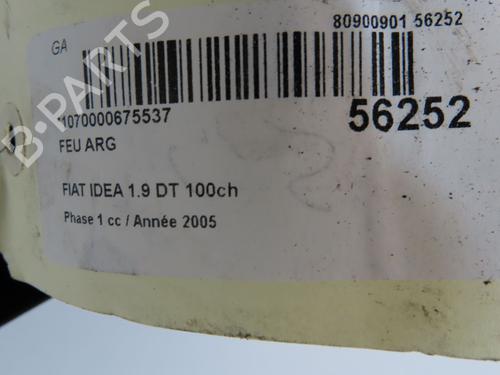 80900901 56252
GA
*1070000675537
56252
FEU ARG
FIAT IDEA 1.9 DT 100ch
Phase 1 cc / Année 2005
B-PARTS